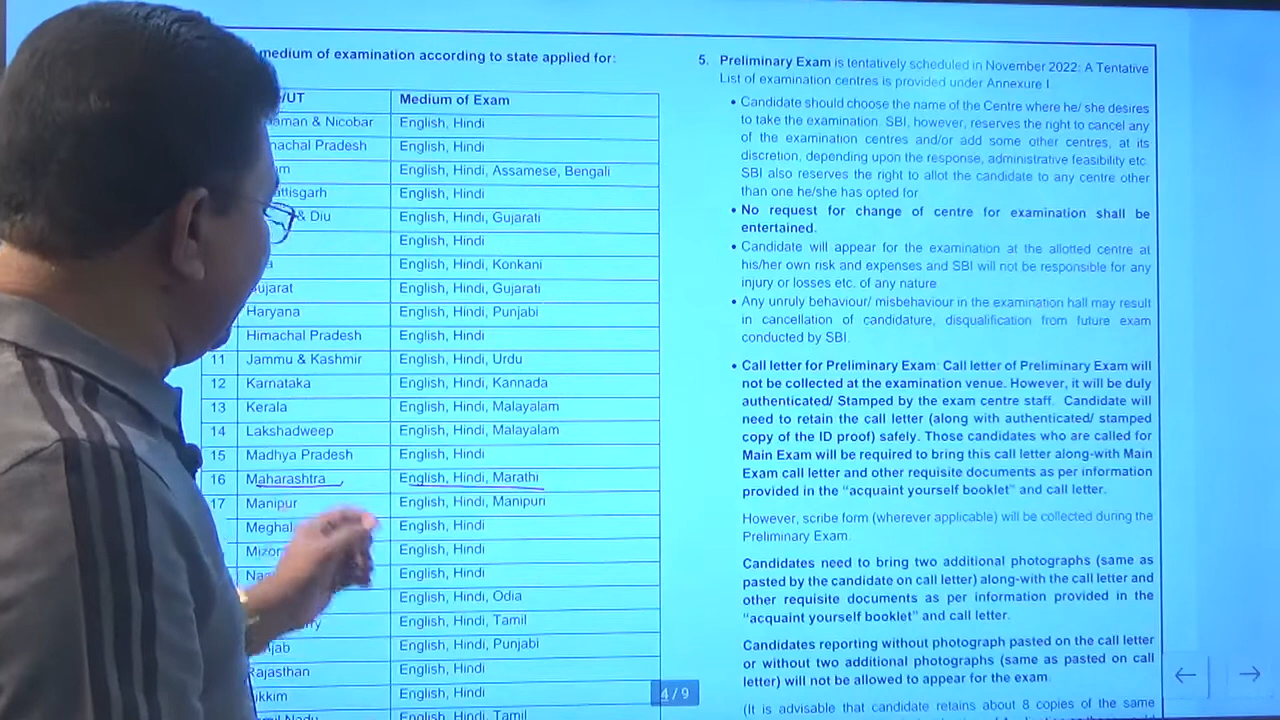 medium of examination according to state applied for:
/UT Medium of Exam
& Nicobar English, Hindi
Pradesh English, Hindi
English, Hindi, Assamese, Bengali
English, Hindi
& Diu English, Hindi, Gujarati
English, Hindi
English, Hindi, Konkani
Gujarat English, Hindi, Gujarati
Haryana English, Hindi, Punjabi
Himachal Pradesh English, Hindi
11 Jammu & Kashmir English, Hindi, Urdu
12 Karnataka English, Hindi, Kannada
13 Kerala English, Hindi, Malayalam
14 Lakshadweep English, Hindi, Malayalam
15 Madhya Pradesh English, Hindi
16 Maharashtra English, Hindi, Marathi
17 Manipur English, Hindi, Manipuri
Meghal English, Hindi
Mizor English, Hindi
English, Hindi
English, Hindi, Odia
English, Hindi, Tamil
English, Hindi, Punjabi
Rajasthan English, Hindi
English, Hindi
English, Hindi, Tamil
5. Preliminary Exam is tentatively scheduled in November 2022: A Tentative
List of examination centres is provided under Annexure I
• Candidate should choose the name of the Centre where he/ she desires
to take the examination. SBI, however, reserves the right to cancel any
of the examination centres and/or add some other centres, at its
discretion, depending upon the response, administrative feasibility etc.
SBI also reserves the right to allot the candidate to any centre other
than one he/she has opted for
• No request for change of centre for examination shall be
entertained.
• Candidate will appear for the examination at the allotted centre at
his/her own risk and expenses and SBI will not be responsible for any
injury or losses etc. of any nature
• Any unruly behaviour/ misbehaviour in the examination hall may result
in cancellation of candidature, disqualification from future exam
conducted by SBI.
• Call letter for Preliminary Exam: Call letter of Preliminary Exam will
not be collected at the examination venue. However, it will be duly
authenticated/ Stamped by the exam centre staff. Candidate will
need to retain the call letter (along with authenticated/ stamped
copy of the ID proof) safely. Those candidates who are called for
Main Exam will be required to bring this call letter along-with Main
Exam call letter and other requisite documents as per information
provided in the “acquaint yourself booklet” and call letter.
However, scribe form (wherever applicable) will be collected during the
Preliminary Exam.
Candidates need to bring two additional photographs (same as
pasted by the candidate on call letter) along-with the call letter and
other requisite documents as per information provided in the
“acquaint yourself booklet” and call letter.
Candidates reporting without photograph pasted on the call letter
or without two additional photographs (same as pasted on call
letter) will not be allowed to appear for the exam
(It is advisable that candidate retains about 8 copies of the same
4 / 9